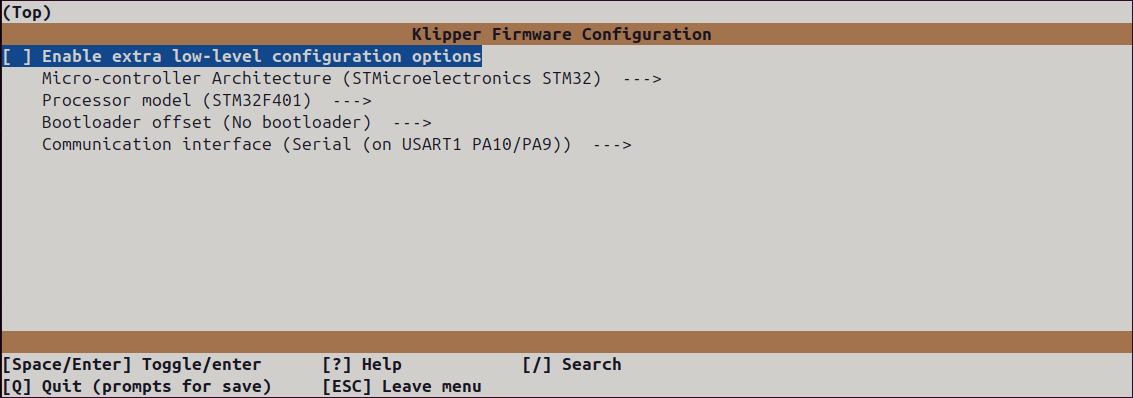 (Top)
Klipper Firmware Configuration
[ ] Enable extra low-level configuration options
Micro-controller Architecture (STMicroelectronics STM32)  --->
Processor model (STM32F401)  --->
Bootloader offset (No bootloader)  --->
Communication interface (Serial (on USART1 PA10/PA9))  --->
[Space/Enter] Toggle/enter [?] Help [/] Search
[Q] Quit (prompts for save) [ESC] Leave menu